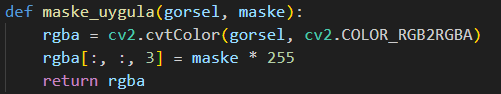 def maske_uygula(gorsel, maske):
    rgba = cv2.cvtColor(gorsel, cv2.COLOR_RGB2RGBA)
    rgba[:, :, 3] = maske * 255
    return rgba